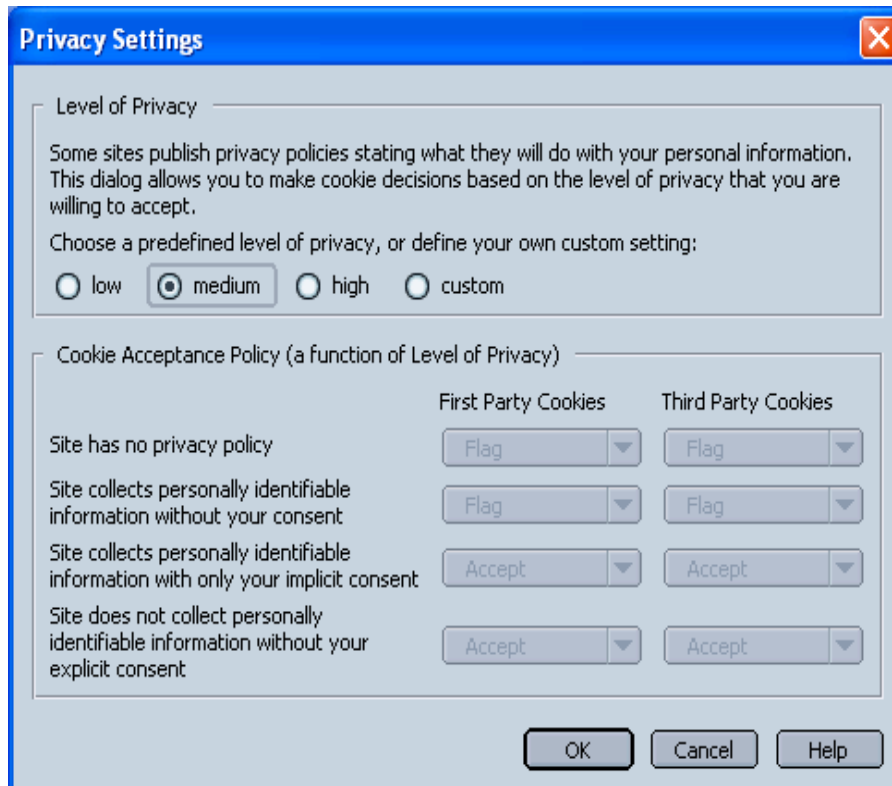 Privacy Settings
Level of Privacy
Some sites publish privacy policies stating what they will do with your personal information.
This dialog allows you to make cookie decisions based on the level of privacy that you are
willing to accept.
Choose a predefined level of privacy, or define your own custom setting:
low medium high custom
Cookie Acceptance Policy (a function of Level of Privacy)
First Party Cookies Third Party Cookies
Site has no privacy policy Flag Flag
Site collects personally identifiable
information without your consent Flag Flag
Site collects personally identifiable
information with only your implicit consent Accept Accept
Site does not collect personally
identifiable information without your Accept Accept
explicit consent
OK Cancel Help